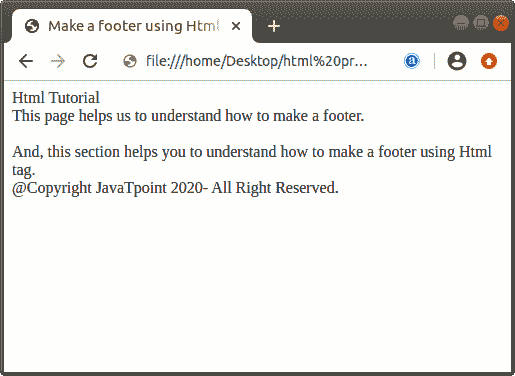 Make a footer using Html
file:///home/Desktop/html%20pr...
Html Tutorial
This page helps us to understand how to make a footer.
And, this section helps you to understand how to make a footer using Html
tag.
@Copyright JavaTpoint 2020- All Right Reserved.